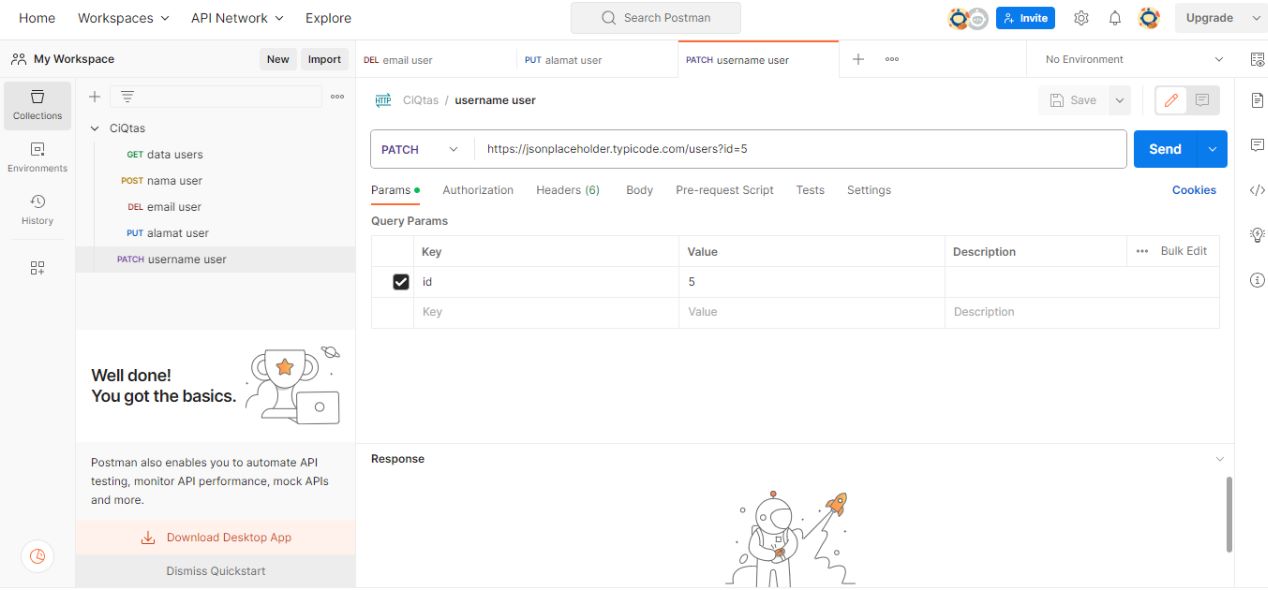 Home Workspaces API Network Explore Search Postman Invite Upgrade
My Workspace New Import DEL email user PUT alamat user PATCH username user No Environment
Collections
Environments
History
CiQtas
GET data users
POST nama user
DEL email user
PUT alamat user
PATCH username user
Well done!
You got the basics.
Postman also enables you to automate API
testing, monitor API performance, mock APIs
and more.
Download Desktop App
Dismiss Quickstart
HTTP CiQtas / username user Save
PATCH https://jsonplaceholder.typicode.com/users?id=5 Send
Params Authorization Headers (6) Body Pre-request Script Tests Settings Cookies
Query Params
Key Value Description Bulk Edit
id 5
Key Value Description
Response